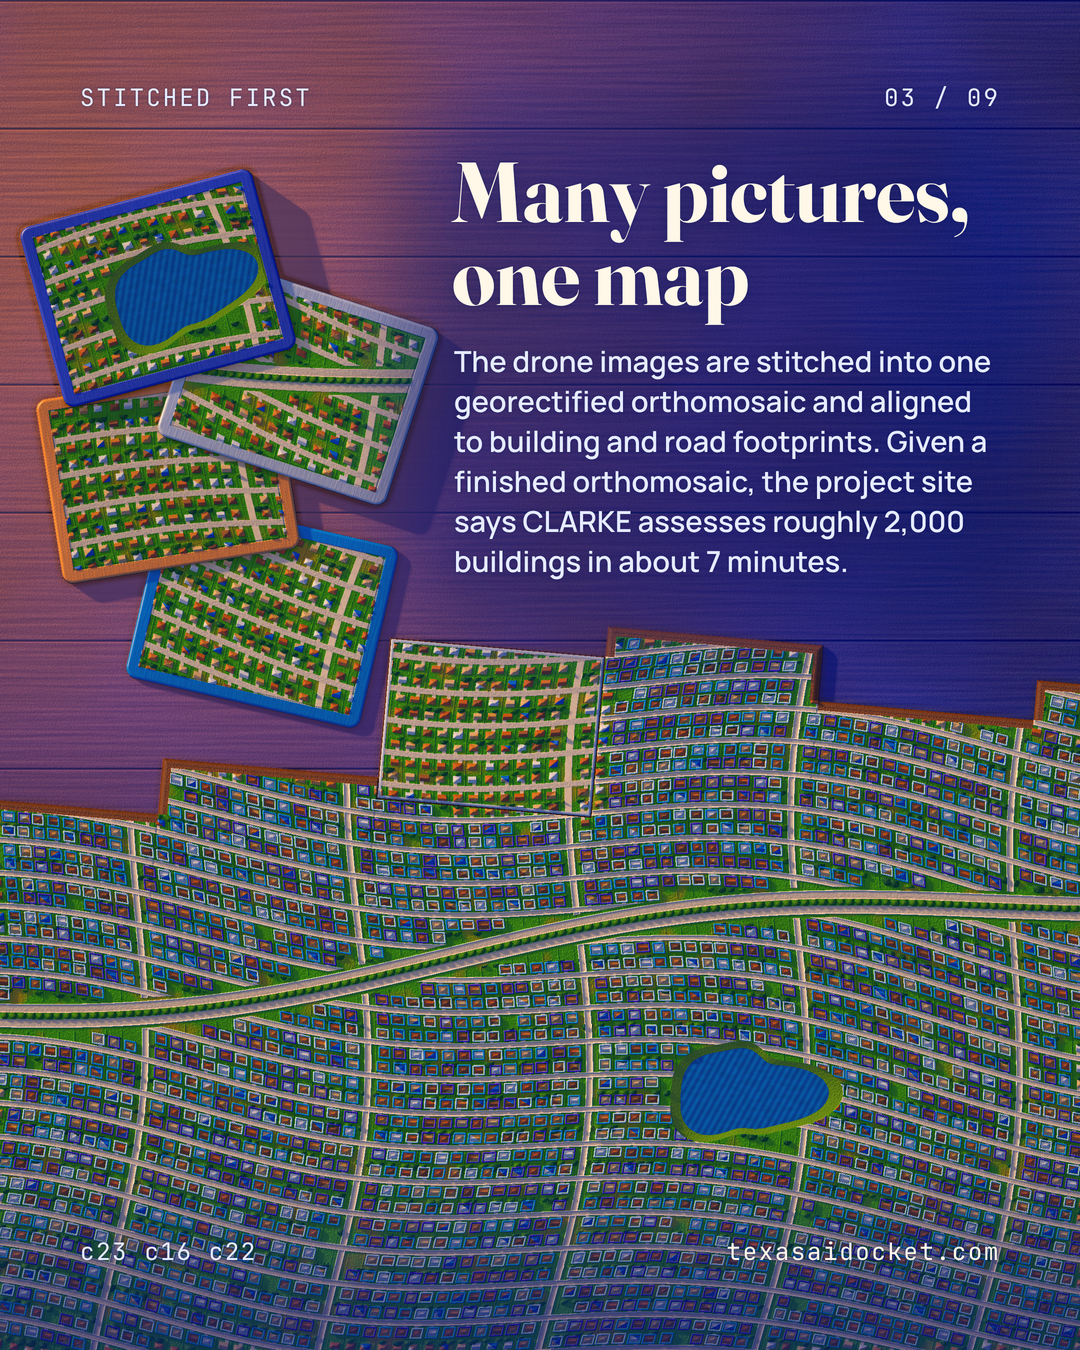 STITCHED FIRST
03 / 09
Many pictures,
one map
The drone images are stitched into one
georectified orthomosaic and aligned
to building and road footprints. Given a
finished orthomosaic, the project site
says CLARKE assesses roughly 2,000
buildings in about 7 minutes.
c23 c16 c22
texasaidocket.com